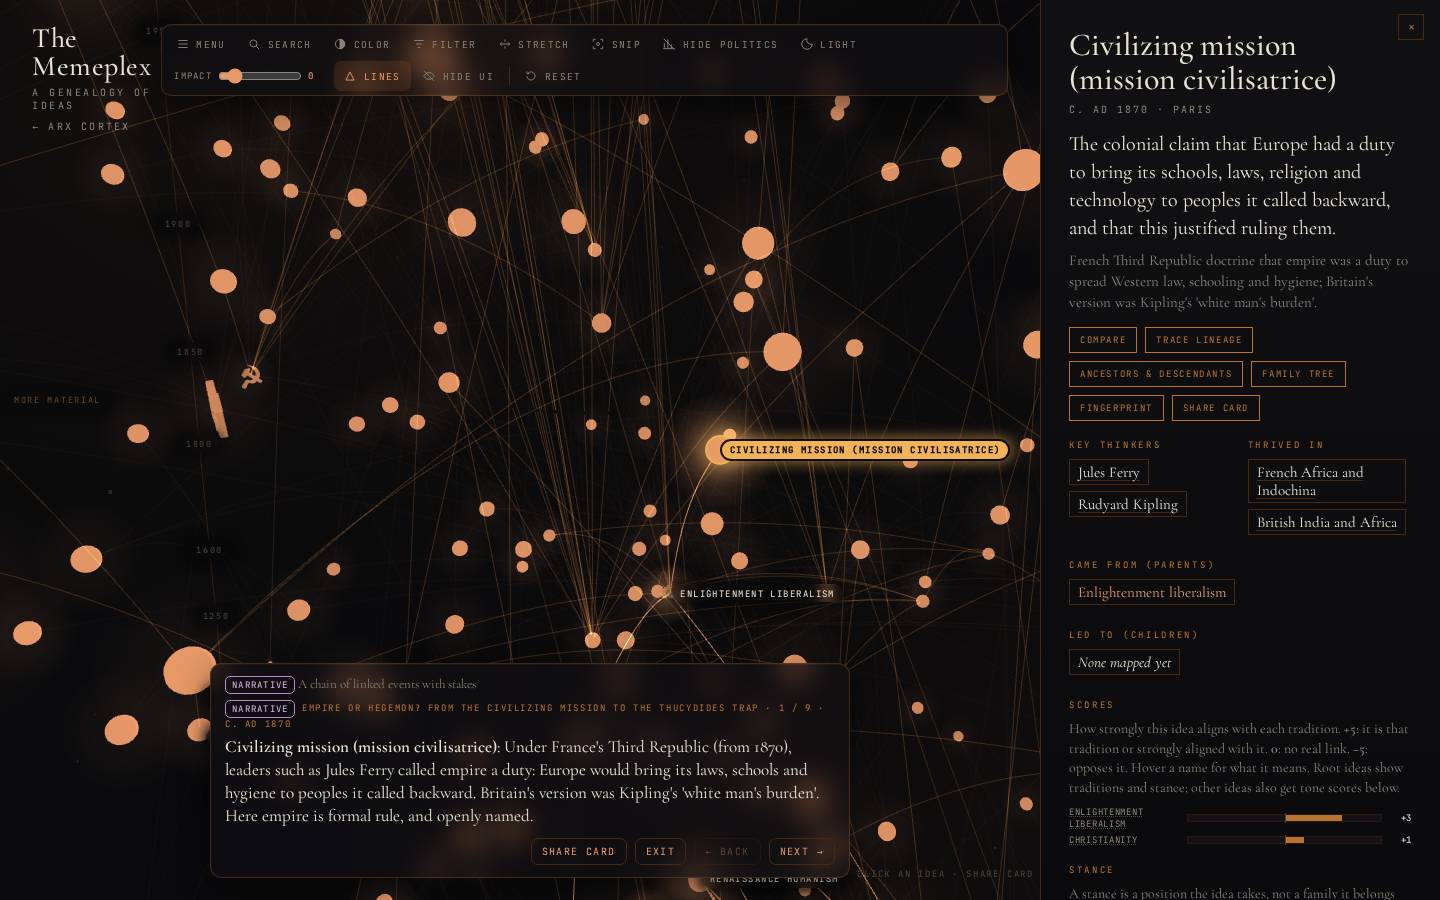 The
Memeplex
A GENEALOGY OF
IDEAS
← ARX CORTEX
MENU
SEARCH
COLOR
FILTER
STRETCH
SNIP
HIDE POLITICS
LIGHT
IMPACT
0
LINES
HIDE UI
RESET
1900
1850
MORE MATERIAL
1800
1600
1250
CIVILIZING MISSION (MISSION CIVILISATRICE)
ENLIGHTENMENT LIBERALISM
NARRATIVE A chain of linked events with stakes
NARRATIVE EMPIRE OR HEGEMON? FROM THE CIVILIZING MISSION TO THE THUCYDIDES TRAP · 1 / 9 ·
C. AD 1870
Civilizing mission (mission civilisatrice): Under France's Third Republic (from 1870),
leaders such as Jules Ferry called empire a duty: Europe would bring its laws, schools and
hygiene to peoples it called backward. Britain's version was Kipling's 'white man's burden'.
Here empire is formal rule, and openly named.
SHARE CARD
EXIT
← BACK
NEXT →
RENAISSANCE HUMANISM
CLICK AN IDEA · SHARE CARD
×
Civilizing mission
(mission civilisatrice)
C. AD 1870 · PARIS
The colonial claim that Europe had a duty
to bring its schools, laws, religion and
technology to peoples it called backward,
and that this justified ruling them.
French Third Republic doctrine that empire was a duty to
spread Western law, schooling and hygiene; Britain's
version was Kipling's 'white man's burden'.
COMPARE
TRACE LINEAGE
ANCESTORS & DESCENDANTS
FAMILY TREE
FINGERPRINT
SHARE CARD
KEY THINKERS
Jules Ferry
Rudyard Kipling
THRIVED IN
French Africa and
Indochina
British India and Africa
CAME FROM (PARENTS)
Enlightenment liberalism
LED TO (CHILDREN)
None mapped yet
SCORES
How strongly this idea aligns with each tradition. +5: it is that
tradition or strongly aligned with it. 0: no real link. −5:
opposes it. Hover a name for what it means. Root ideas show
traditions and stance; other ideas also get tone scores below.
ENLIGHTENMENT
LIBERALISM
+3
CHRISTIANITY
+1
STANCE
A stance is a position the idea takes, not a family it belongs